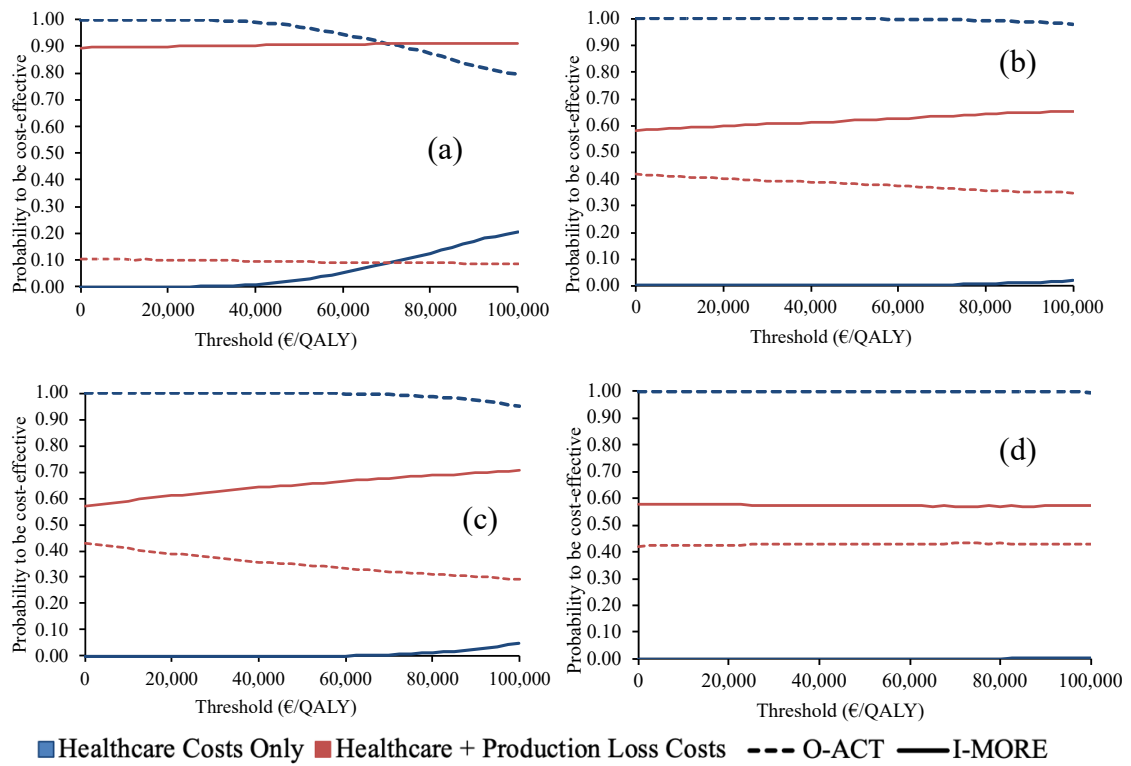 Probability to be cost-effective
1.00
0.90
0.80
0.70
0.60
0.50
0.40
0.30
0.20
0.10
0.00
(a)
0 20,000 40,000 60,000 80,000 100,000
Threshold (€/QALY)
Probability to be cost-effective
1.00
0.90
0.80
0.70
0.60
0.50
0.40
0.30
0.20
0.10
0.00
(b)
0 20,000 40,000 60,000 80,000 100,000
Threshold (€/QALY)
Probability to be cost-effective
1.00
0.90
0.80
0.70
0.60
0.50
0.40
0.30
0.20
0.10
0.00
(c)
0 20,000 40,000 60,000 80,000 100,000
Threshold (€/QALY)
Probability to be cost-effective
1.00
0.90
0.80
0.70
0.60
0.50
0.40
0.30
0.20
0.10
0.00
(d)
0 20,000 40,000 60,000 80,000 100,000
Threshold (€/QALY)
Healthcare Costs Only Healthcare + Production Loss Costs O-ACT I-MORE